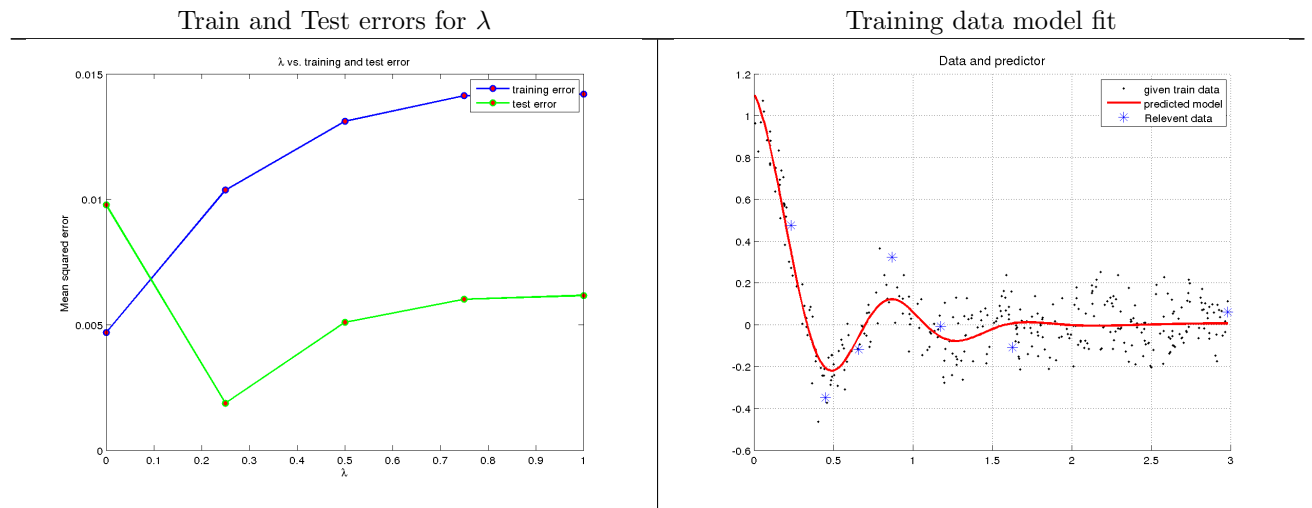 Train and Test errors for λ
Training data model fit
λ vs. training and test error
0.015
0.01
0.005
0
Mean squared error
training error
test error
0 0.1 0.2 0.3 0.4 0.5 0.6 0.7 0.8 0.9 1
λ
Data and predictor
1.2
1
0.8
0.6
0.4
0.2
0
-0.2
-0.4
-0.6
given train data
predicted model
Relevent data
0 0.5 1 1.5 2 2.5 3